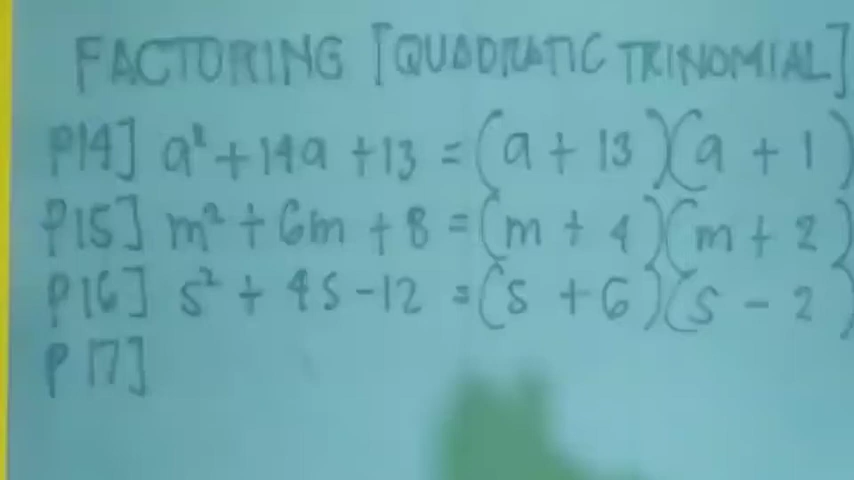 FACTORING [QUADRATIC TRINOMIAL]
P14] a² + 14a + 13 = (a + 13)(a + 1)
P15] m² + 6m + 8 = (m + 4)(m + 2)
P16] s² + 4s - 12 = (s + 6)(s - 2)
P17]